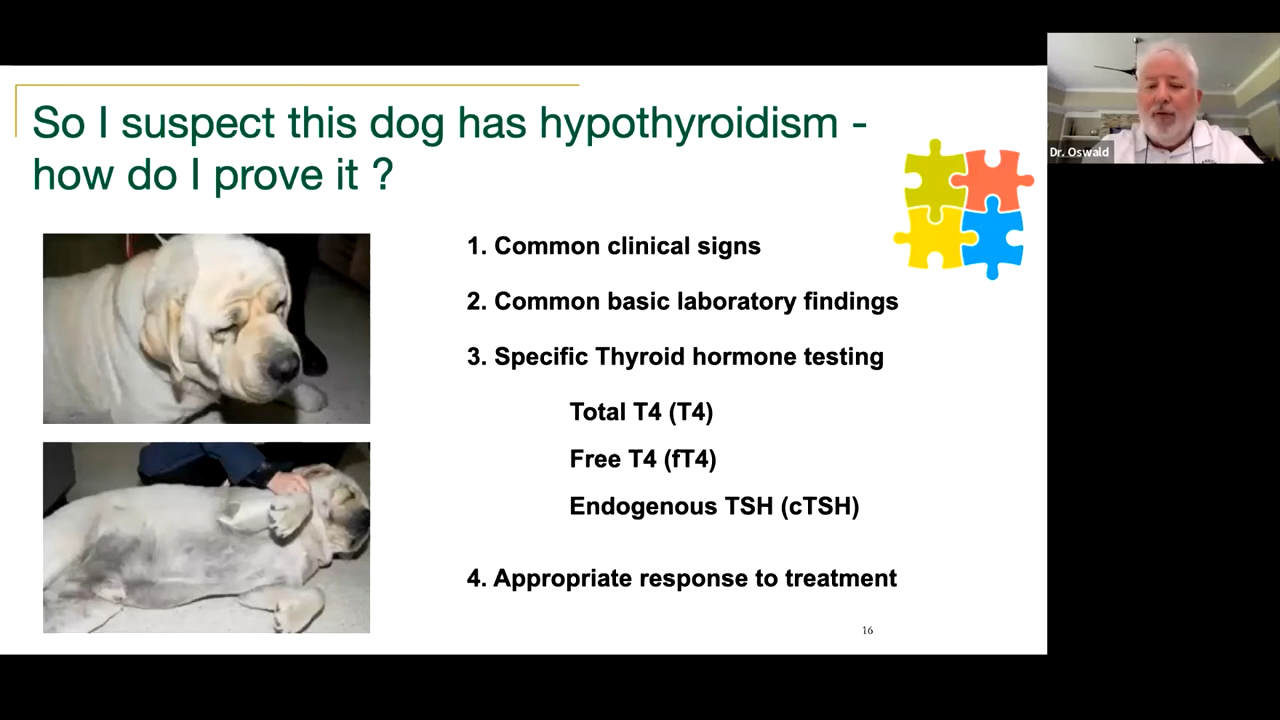 So I suspect this dog has hypothyroidism -
how do I prove it ?
Dr. Oswald
1. Common clinical signs
2. Common basic laboratory findings
3. Specific Thyroid hormone testing
Total T4 (T4)
Free T4 (fT4)
Endogenous TSH (cTSH)
4. Appropriate response to treatment
16